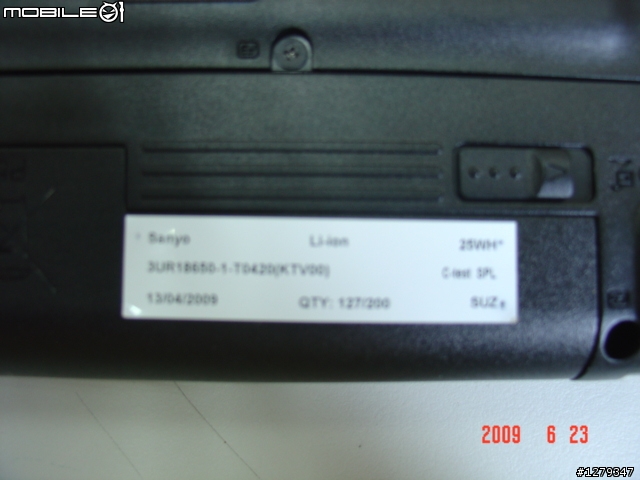 MOBILE01
Sanyo Li-ion 25WH*
3UR18650-1-T0420(KTV00) C-test SPL
13/04/2009 QTY: 127/200 SUZ
2009 6 23
#1279347